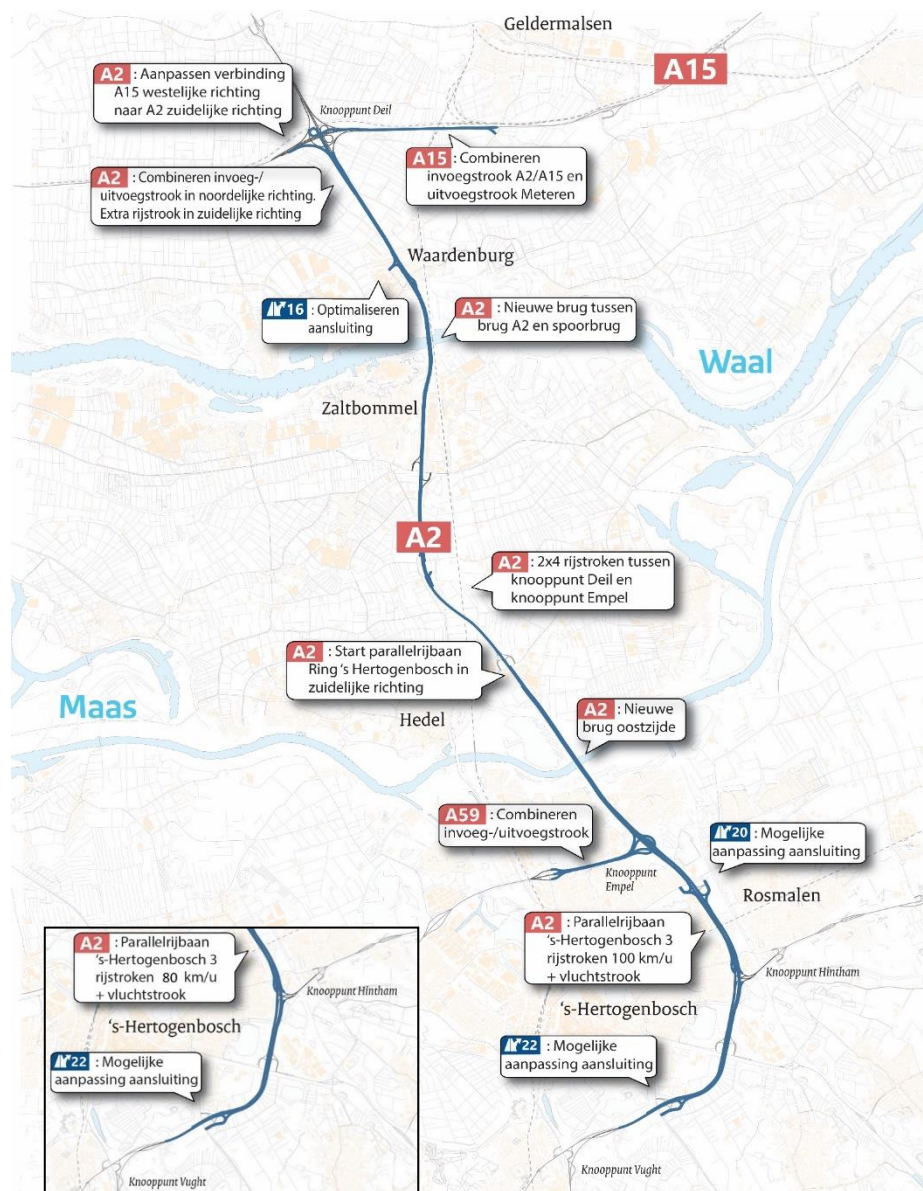 Geldermalsen
A15
A2 : Aanpassen verbinding
A15 westelijke richting
naar A2 zuidelijke richting
Knooppunt Deil
A15 : Combineren
invoegstrook A2/A15 en
uitvoegstrook Meteren
A2 : Combineren invoeg-/
uitvoegstrook in noordelijke richting.
Extra rijstrook in zuidelijke richting
Waardenburg
16 : Optimaliseren
aansluiting
A2 : Nieuwe brug tussen
brug A2 en spoorbrug
Waal
Zaltbommel
A2
A2 : 2x4 rijstroken tussen
knooppunt Deil en
knooppunt Empel
A2 : Start parallelrijbaan
Ring 's Hertogenbosch in
zuidelijke richting
Maas
Hedel
A2 : Nieuwe
brug oostzijde
A59 : Combineren
invoeg-/uitvoegstrook
20 : Mogelijke
aanpassing aansluiting
Knooppunt
Empel
Rosmalen
A2 : Parallelrijbaan
's-Hertogenbosch 3
rijstroken 100 km/u
+ vluchtstrook
Knooppunt Hintham
's-Hertogenbosch
22 : Mogelijke
aanpassing aansluiting
Knooppunt Vught
A2 : Parallelrijbaan
's-Hertogenbosch 3
rijstroken 80 km/u
+ vluchtstrook
Knooppunt Hintham
's-Hertogenbosch
22 : Mogelijke
aanpassing aansluiting
Knooppunt Vught